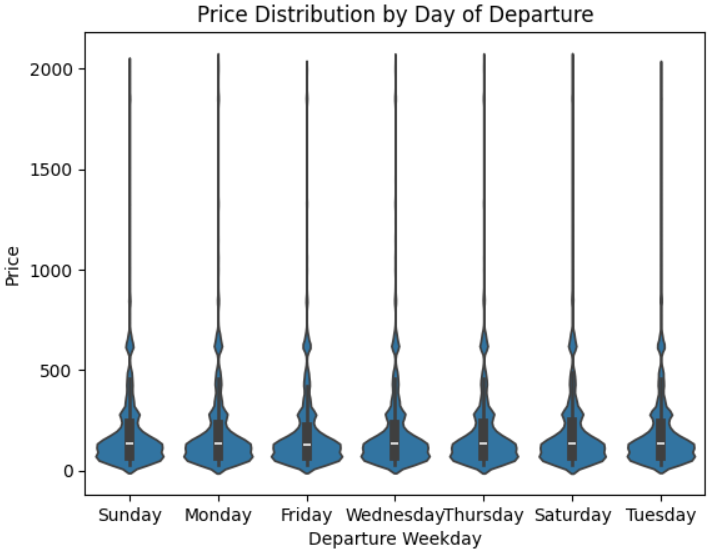 Price Distribution by Day of Departure
Price
2000
1500
1000
500
0
Sunday Monday Friday Wednesday Thursday Saturday Tuesday
Departure Weekday